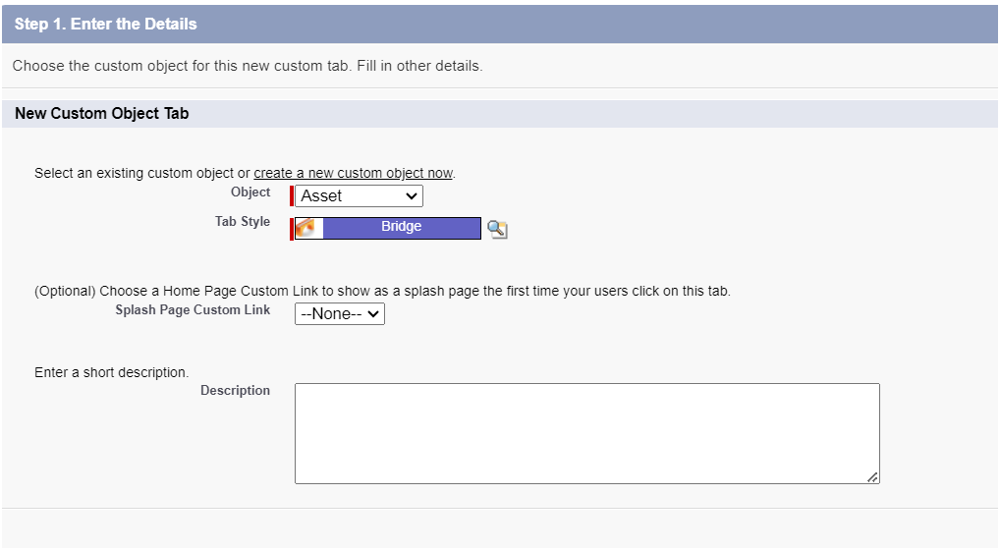 Step 1. Enter the Details
Choose the custom object for this new custom tab. Fill in other details.
New Custom Object Tab
Select an existing custom object or create a new custom object now.
Object Asset
Tab Style Bridge
(Optional) Choose a Home Page Custom Link to show as a splash page the first time your users click on this tab.
Splash Page Custom Link --None--
Enter a short description.
Description